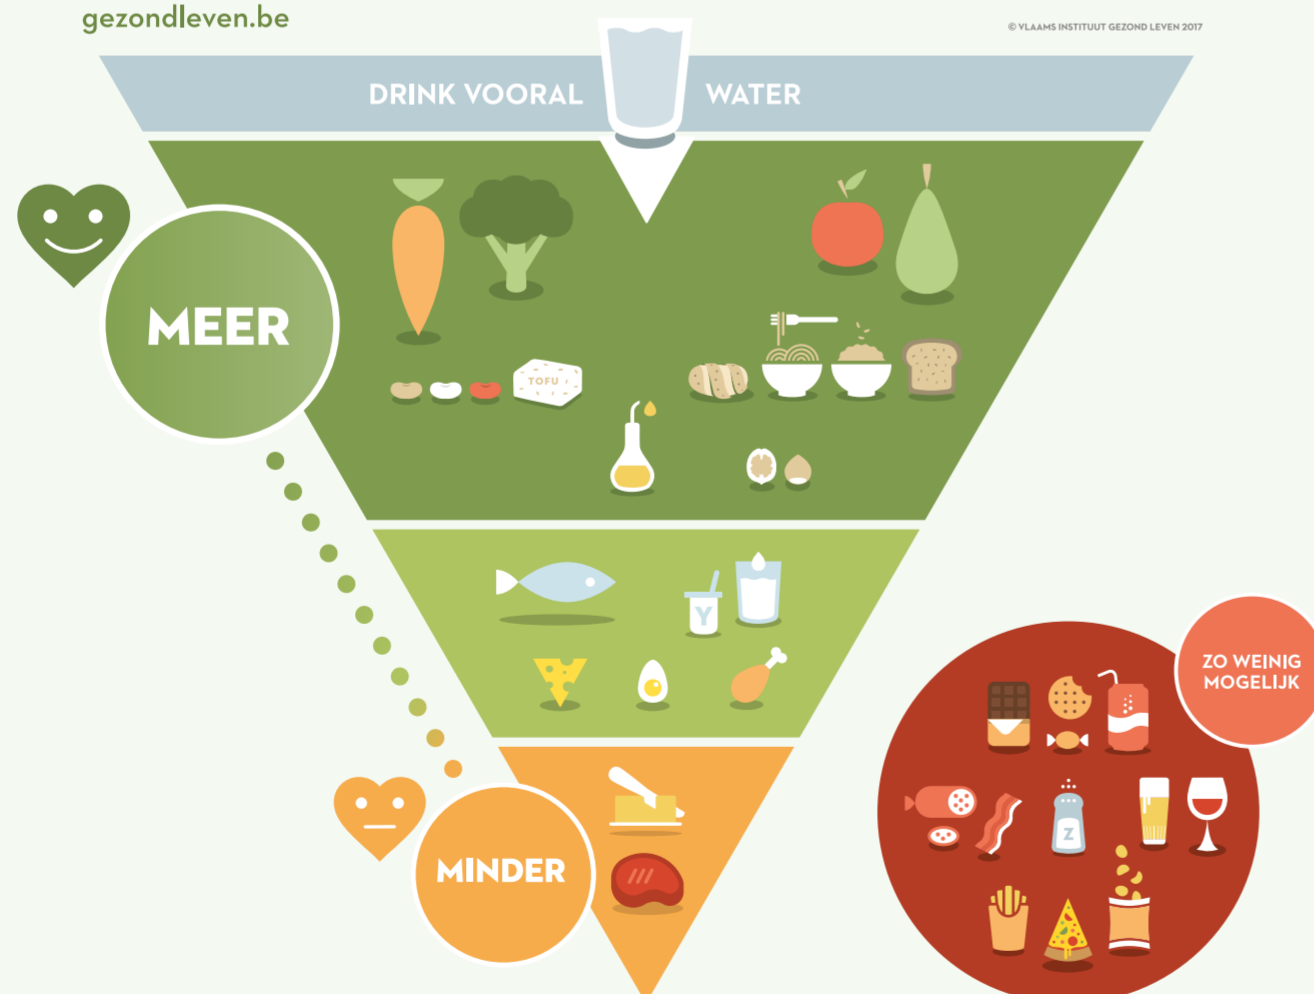 gezondleven.be
© VLAAMS INSTITUUT GEZOND LEVEN 2017
DRINK VOORAL WATER
MEER
TOFU
Y
ZO WEINIG
MOGELIJK
Z
MINDER